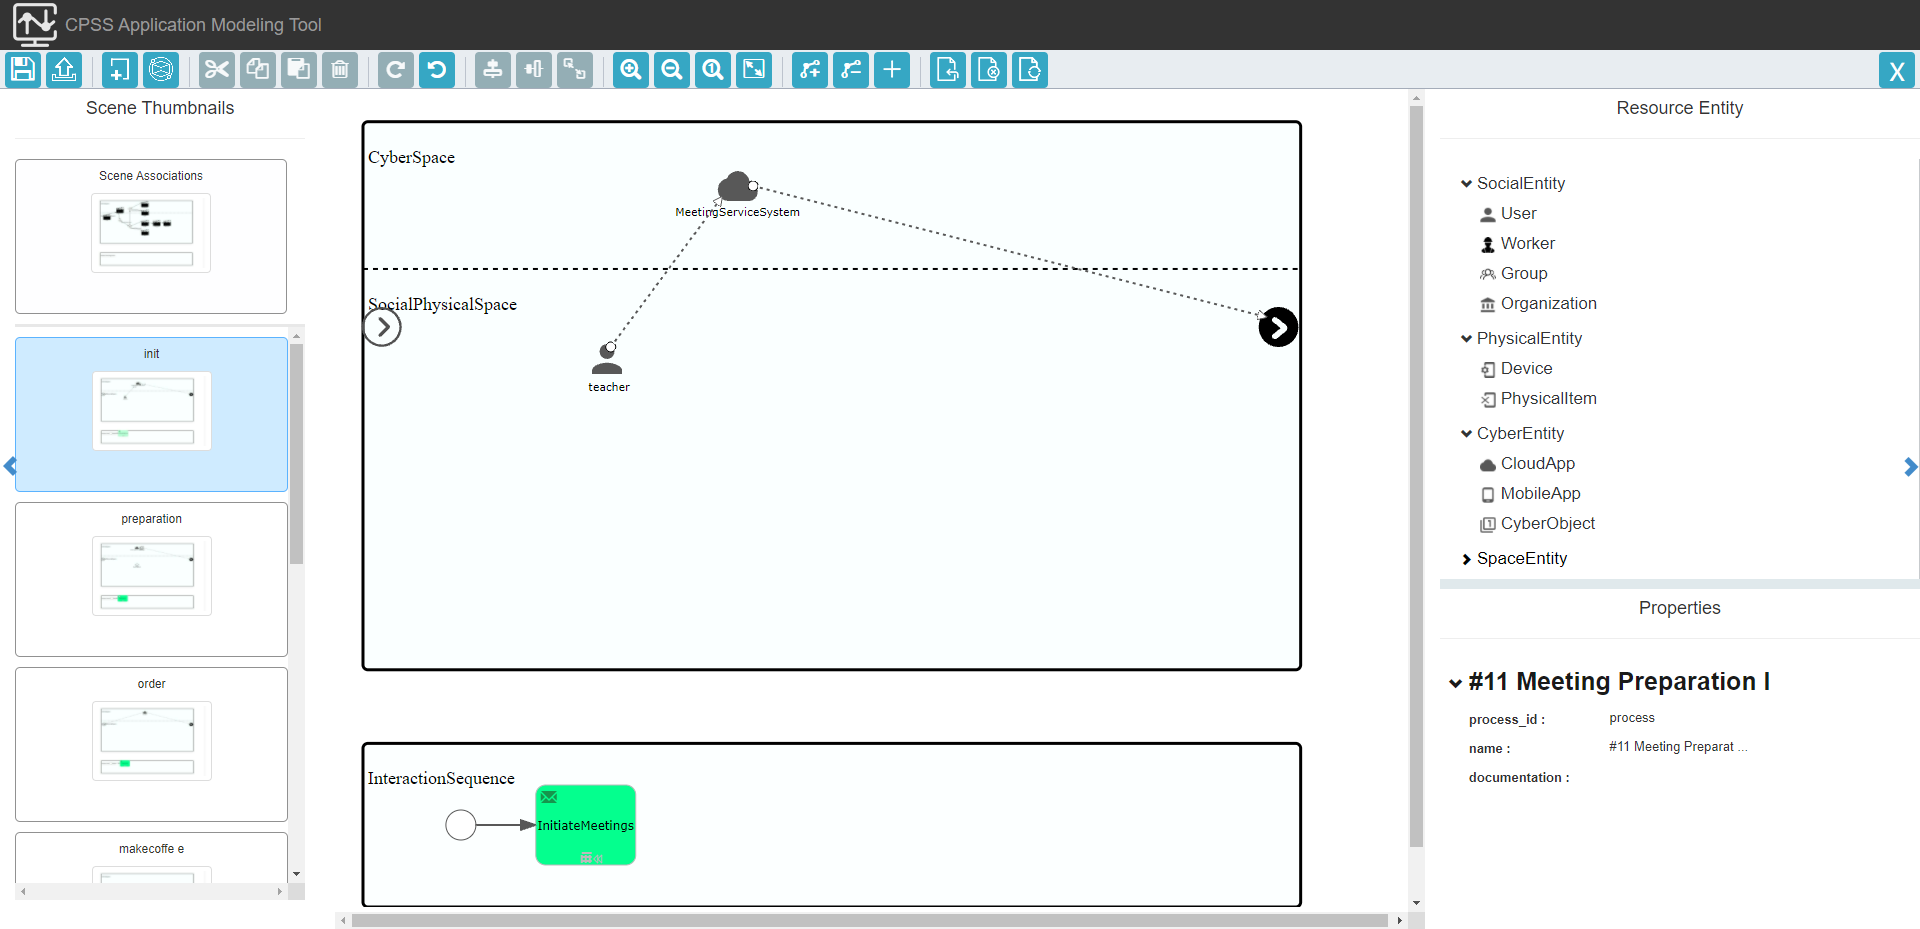 CPSS Application Modeling Tool
X
Scene Thumbnails
Scene Associations
init
preparation
order
makecoffe e
CyberSpace
MeetingServiceSystem
SocialPhysicalSpace
teacher
InteractionSequence
InitiateMeetings
Resource Entity
SocialEntity
User
Worker
Group
Organization
PhysicalEntity
Device
PhysicalItem
CyberEntity
CloudApp
MobileApp
CyberObject
SpaceEntity
Properties
#11 Meeting Preparation I
process_id : process
name : #11 Meeting Preparat ...
documentation :